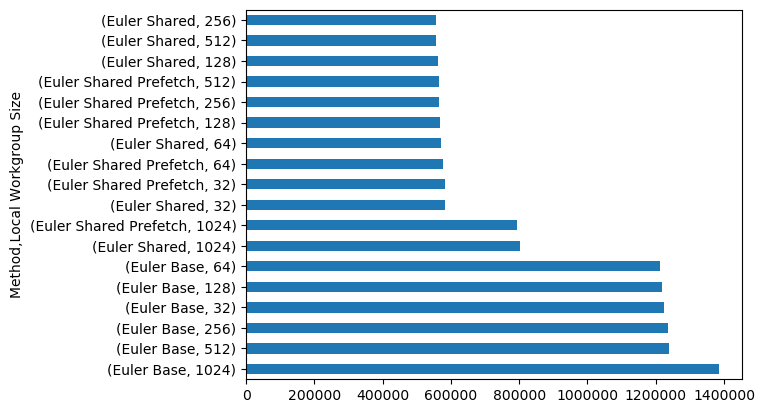 Method,Local Workgroup Size
(Euler Shared, 256)
(Euler Shared, 512)
(Euler Shared, 128)
(Euler Shared Prefetch, 512)
(Euler Shared Prefetch, 256)
(Euler Shared Prefetch, 128)
(Euler Shared, 64)
(Euler Shared Prefetch, 64)
(Euler Shared Prefetch, 32)
(Euler Shared, 32)
(Euler Shared Prefetch, 1024)
(Euler Shared, 1024)
(Euler Base, 64)
(Euler Base, 128)
(Euler Base, 32)
(Euler Base, 256)
(Euler Base, 512)
(Euler Base, 1024)
0 200000 400000 600000 800000 1000000 1200000 1400000